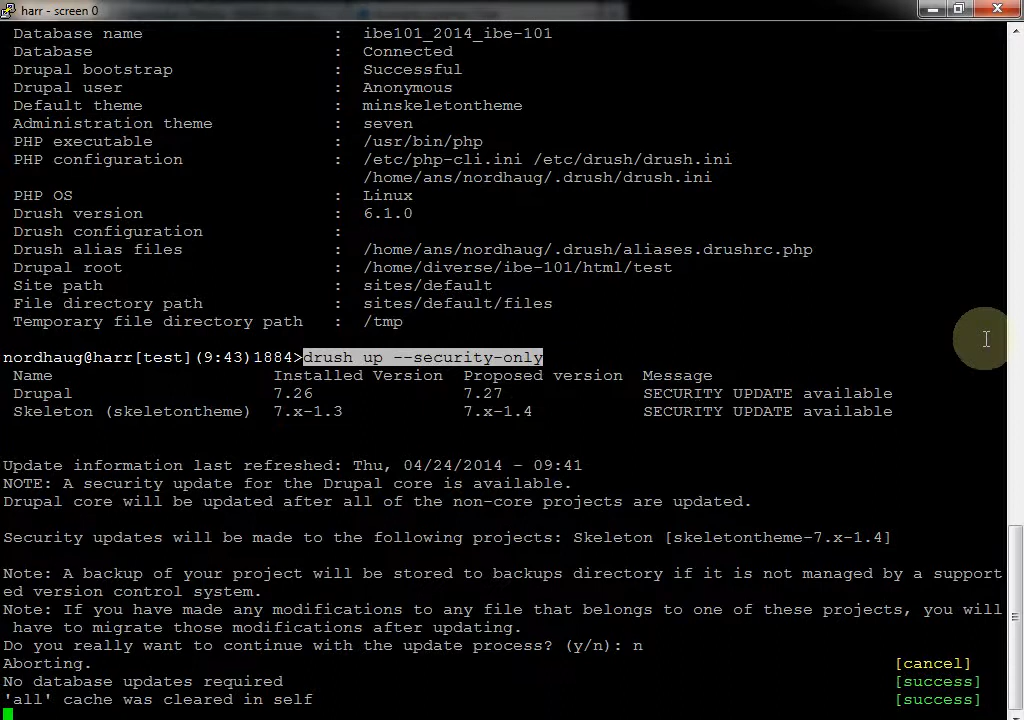 harr - screen 0
Database name : ibe101_2014_ibe-101
Database : Connected
Drupal bootstrap : Successful
Drupal user : Anonymous
Default theme : minskeletontheme
Administration theme : seven
PHP executable : /usr/bin/php
PHP configuration : /etc/php-cli.ini /etc/drush/drush.ini
/home/ans/nordhaug/.drush/drush.ini
PHP OS : Linux
Drush version : 6.1.0
Drush configuration :
Drush alias files : /home/ans/nordhaug/.drush/aliases.drushrc.php
Drupal root : /home/diverse/ibe-101/html/test
Site path : sites/default
File directory path : sites/default/files
Temporary file directory path : /tmp
nordhaug@harr[test](9:43)1884>drush up --security-only
Name Installed Version Proposed version Message
Drupal 7.26 7.27 SECURITY UPDATE available
Skeleton (skeletontheme) 7.x-1.3 7.x-1.4 SECURITY UPDATE available
Update information last refreshed: Thu, 04/24/2014 - 09:41
NOTE: A security update for the Drupal core is available.
Drupal core will be updated after all of the non-core projects are updated.
Security updates will be made to the following projects: Skeleton [skeletontheme-7.x-1.4]
Note: A backup of your project will be stored to backups directory if it is not managed by a support
ed version control system.
Note: If you have made any modifications to any file that belongs to one of these projects, you will
have to migrate those modifications after updating.
Do you really want to continue with the update process? (y/n): n
Aborting. [cancel]
No database updates required [success]
'all' cache was cleared in self [success]